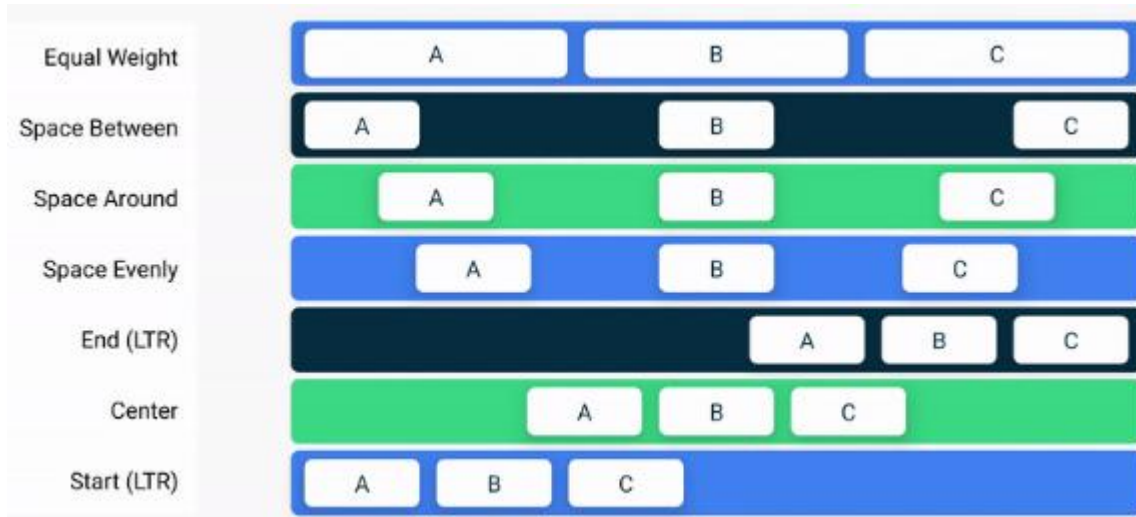 Equal Weight A B C
Space Between A B C
Space Around A B C
Space Evenly A B C
End (LTR) A B C
Center A B C
Start (LTR) A B C